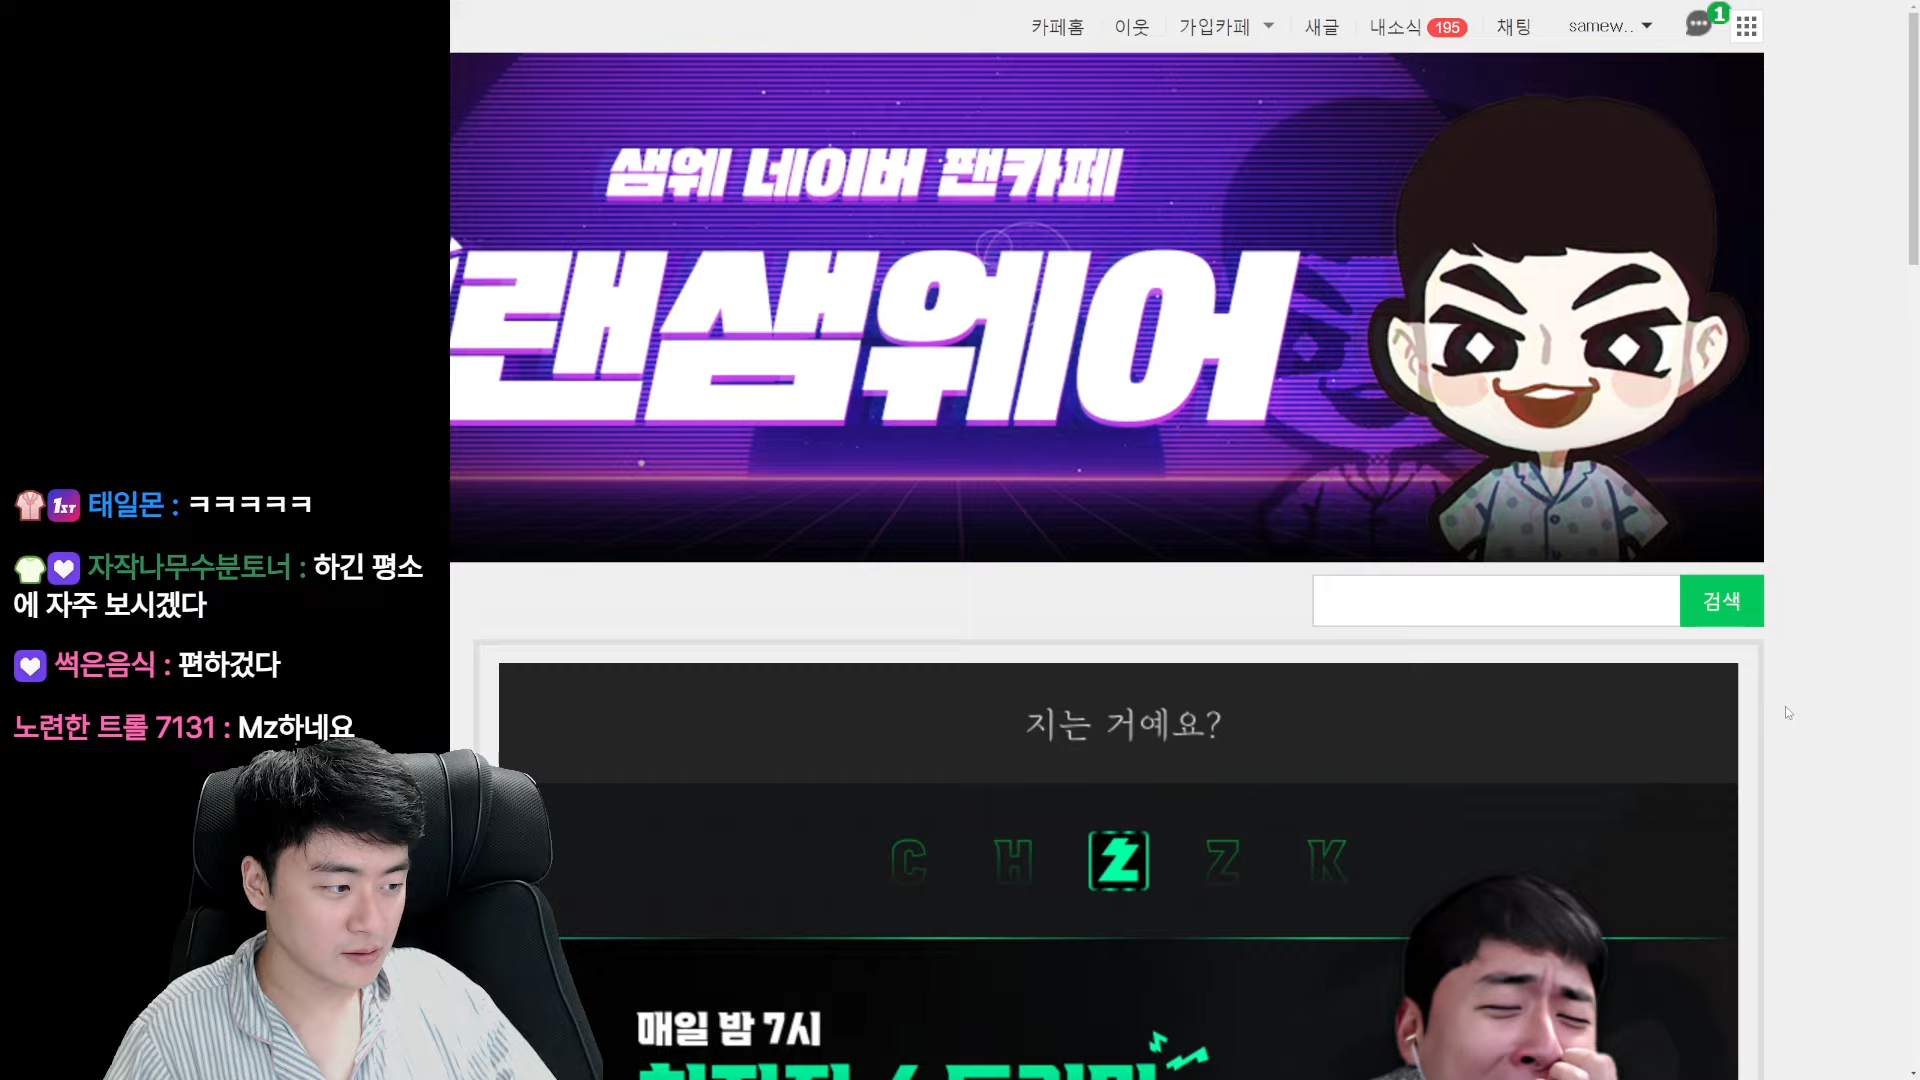 카페홈 이웃 가입카페 새글 내소식 195 채팅 samew.. 1
샘웨 네이버 팬카페
랜샘웨어
검색
지는 거예요?
C H Z Z K
매일 밤 7시
태일몬 : ㅋㅋㅋㅋㅋ
자작나무수분토너 : 하긴 평소
에 자주 보시겠다
썩은음식 : 편하겄다
노련한 트롤 7131 : Mz하네요